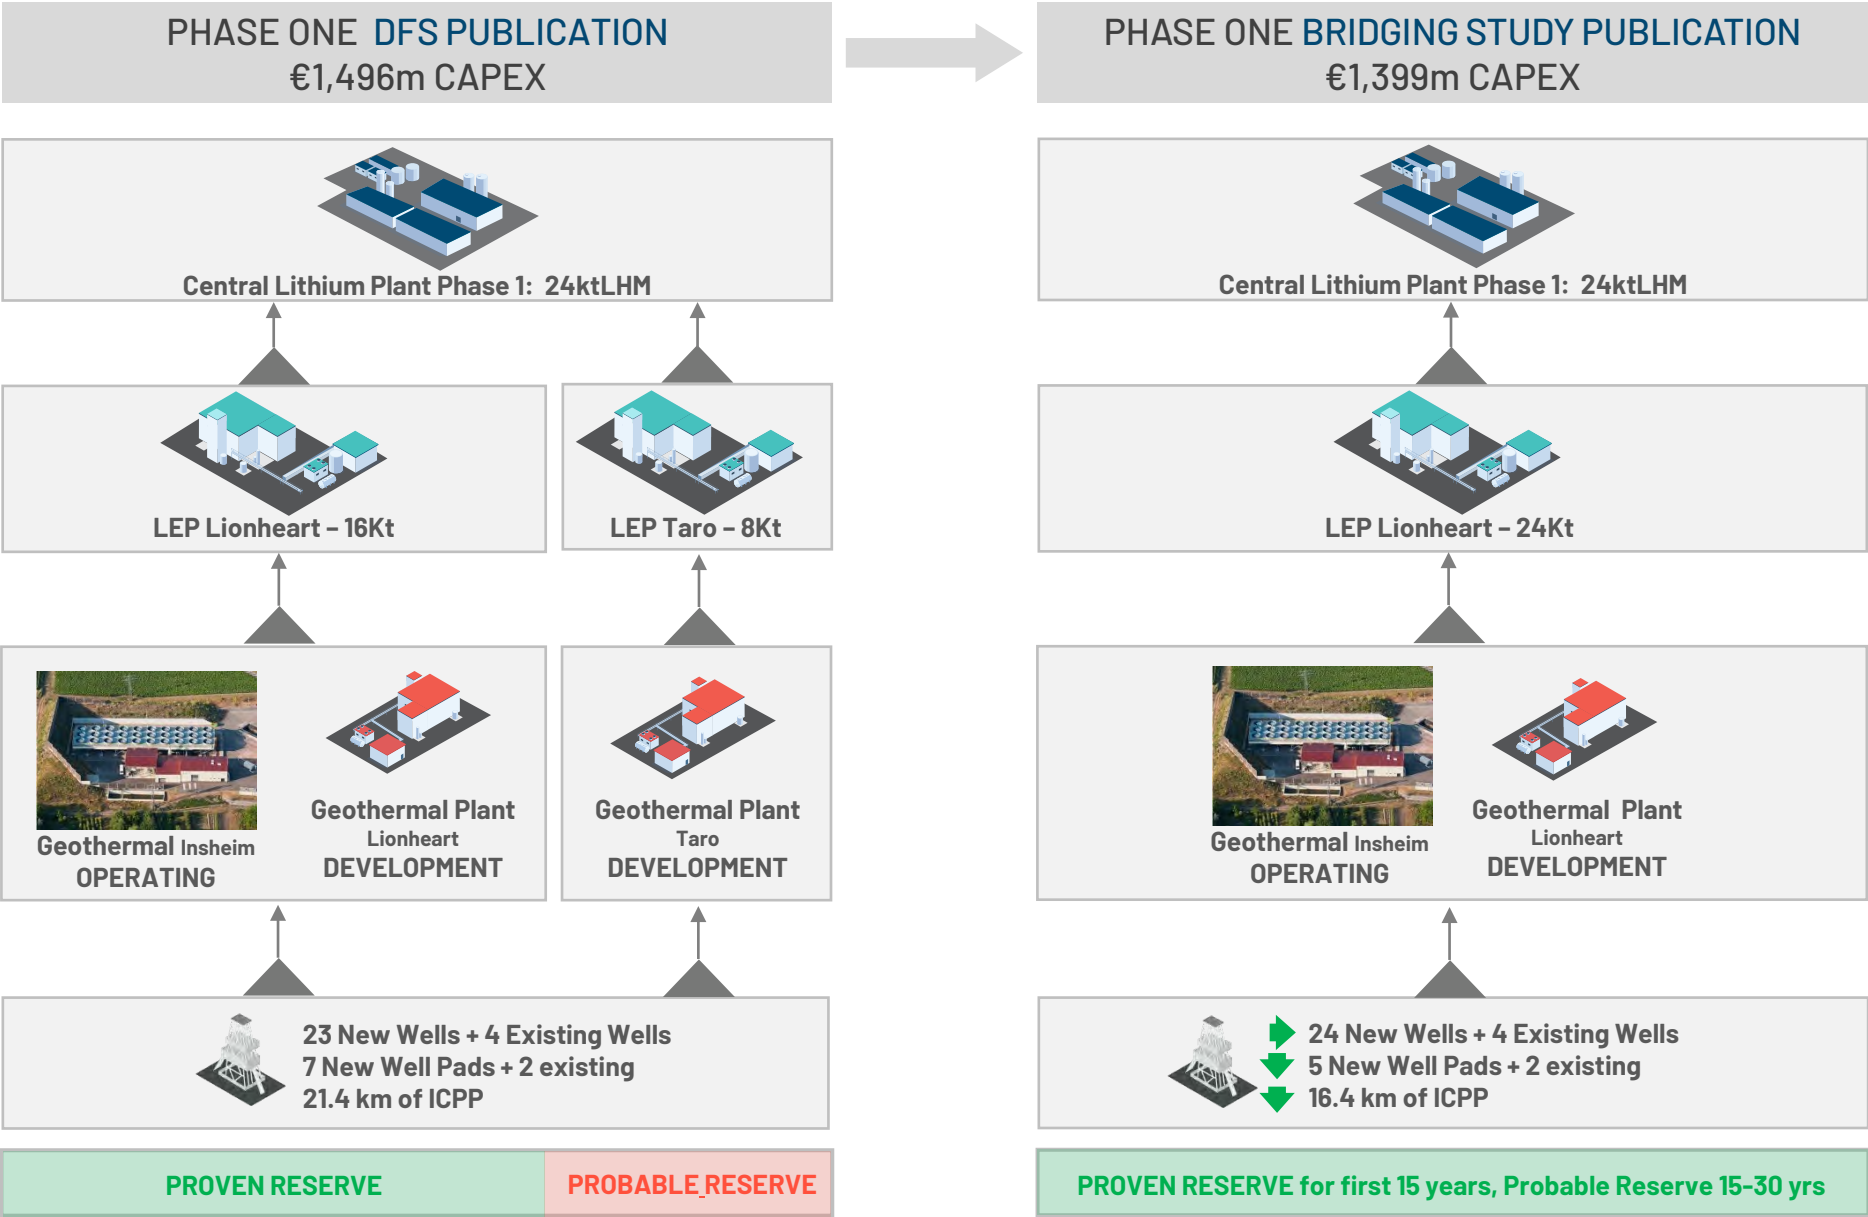 PHASE ONE DFS PUBLICATION
€1,496m CAPEX
Central Lithium Plant Phase 1: 24ktLHM
LEP Lionheart – 16Kt
LEP Taro – 8Kt
Geothermal Insheim
OPERATING
Geothermal Plant
Lionheart
DEVELOPMENT
Geothermal Plant
Taro
DEVELOPMENT
23 New Wells + 4 Existing Wells
7 New Well Pads + 2 existing
21.4 km of ICPP
PROVEN RESERVE
PROBABLE RESERVE
PHASE ONE BRIDGING STUDY PUBLICATION
€1,399m CAPEX
Central Lithium Plant Phase 1: 24ktLHM
LEP Lionheart – 24Kt
Geothermal Insheim
OPERATING
Geothermal Plant
Lionheart
DEVELOPMENT
24 New Wells + 4 Existing Wells
5 New Well Pads + 2 existing
16.4 km of ICPP
PROVEN RESERVE for first 15 years, Probable Reserve 15-30 yrs